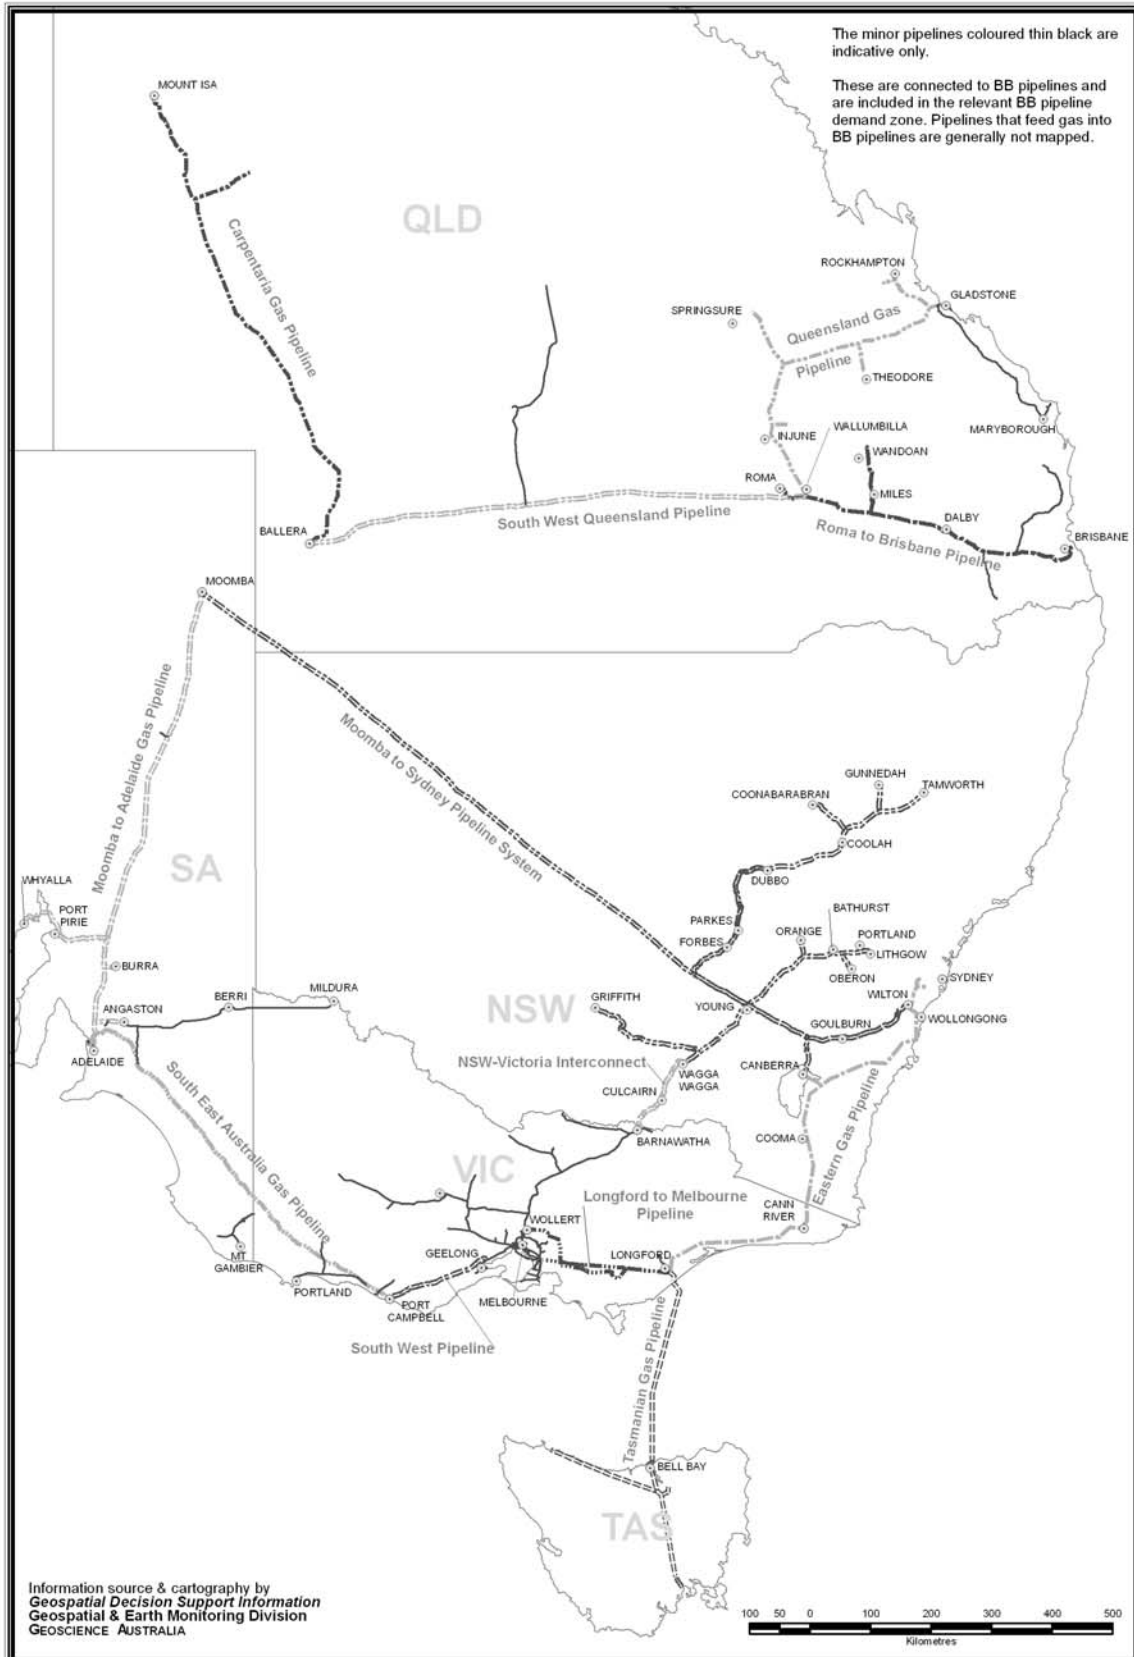 The minor pipelines coloured thin black are
indicative only.
These are connected to BB pipelines and
are included in the relevant BB pipeline
demand zone. Pipelines that feed gas into
BB pipelines are generally not mapped.
MOUNT ISA
QLD
Carpentaria Gas Pipeline
ROCKHAMPTON
GLADSTONE
SPRINGSURE
Queensland Gas
Pipeline
THEODORE
MARYBOROUGH
INJUNE
WALLUMBILLA
WANDOAN
ROMA
MILES
BALLERA
South West Queensland Pipeline
DALBY
Roma to Brisbane Pipeline
BRISBANE
MOOMBA
Moomba to Adelaide Gas Pipeline
Moomba to Sydney Pipeline System
GUNNEDAH
TAMWORTH
COONABARABRAN
COOLAH
SA
DUBBO
WHYALLA
PORT
PIRIE
PARKES
BATHURST
FORBES
ORANGE
PORTLAND
LITHGOW
BURRA
OBERON
SYDNEY
BERRI
MILDURA
NSW
GRIFFITH
WILTON
ANGASTON
YOUNG
GOULBURN
WOLLONGONG
ADELAIDE
NSW-Victoria Interconnect
WAGGA
WAGGA
CANBERRA
CULCAIRN
South East Australia Gas Pipeline
BARNAWATHA
COOMA
Eastern Gas Pipeline
VIC
Longford to Melbourne
Pipeline
CANN
RIVER
WOLLERT
GEELONG
LONGFORD
MT
GAMBIER
PORTLAND
MELBOURNE
PORT
CAMPBELL
South West Pipeline
Tasmanian Gas Pipeline
BELL BAY
TAS
Information source & cartography by
Geospatial Decision Support Information
Geospatial & Earth Monitoring Division
GEOSCIENCE AUSTRALIA
100 50 0 100 200 300 400 500
Kilometres